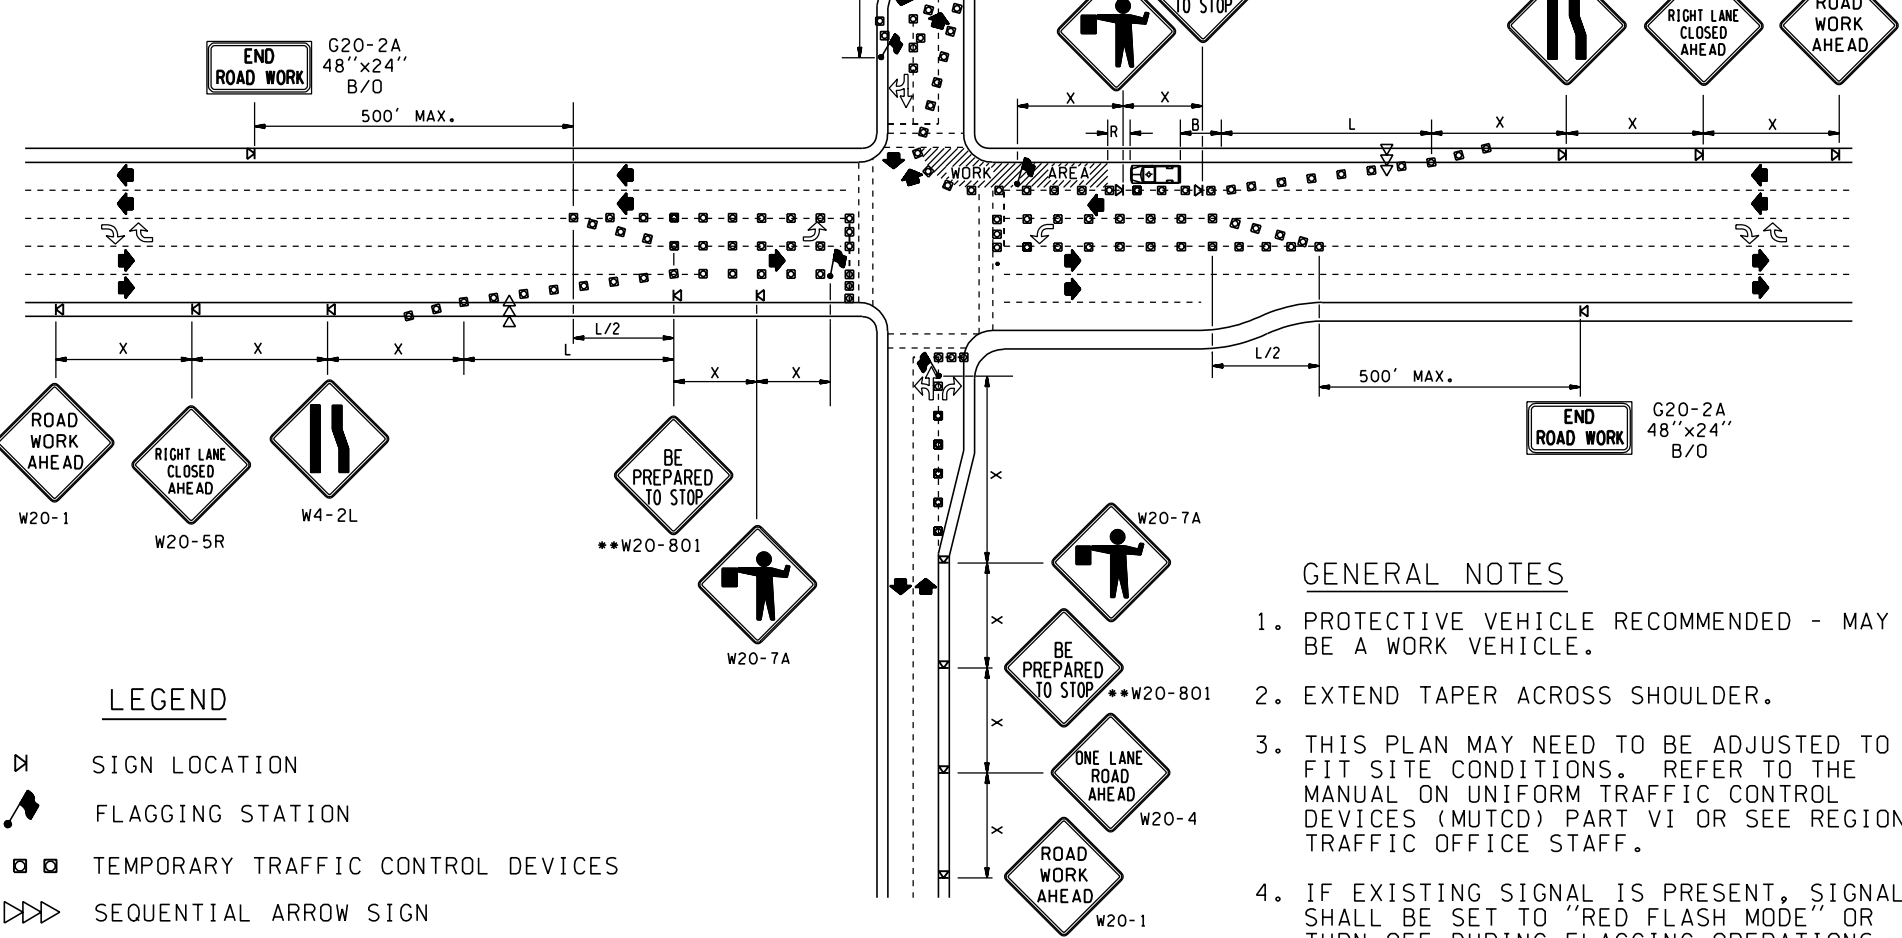 TO STOP
RIGHT LANE
CLOSED
AHEAD
ROAD
WORK
AHEAD
END
ROAD WORK
G20-2A
48"x24"
B/O
500' MAX.
X
X
R
B
L
X
X
X
WORK AREA
L/2
X
X
X
L
X
X
L/2
500' MAX.
END
ROAD WORK
G20-2A
48"x24"
B/O
ROAD
WORK
AHEAD
W20-1
RIGHT LANE
CLOSED
AHEAD
W20-5R
W4-2L
BE
PREPARED
TO STOP
**W20-801
W20-7A
X
X
X
X
W20-7A
BE
PREPARED
TO STOP
**W20-801
ONE LANE
ROAD
AHEAD
W20-4
ROAD
WORK
AHEAD
W20-1
LEGEND
SIGN LOCATION
FLAGGING STATION
TEMPORARY TRAFFIC CONTROL DEVICES
SEQUENTIAL ARROW SIGN
GENERAL NOTES
1. PROTECTIVE VEHICLE RECOMMENDED - MAY
BE A WORK VEHICLE.
2. EXTEND TAPER ACROSS SHOULDER.
3. THIS PLAN MAY NEED TO BE ADJUSTED TO
FIT SITE CONDITIONS. REFER TO THE
MANUAL ON UNIFORM TRAFFIC CONTROL
DEVICES (MUTCD) PART VI OR SEE REGION
TRAFFIC OFFICE STAFF.
4. IF EXISTING SIGNAL IS PRESENT, SIGNAL
SHALL BE SET TO "RED FLASH MODE" OR
TURN OFF DURING FLAGGING OPERATIONS